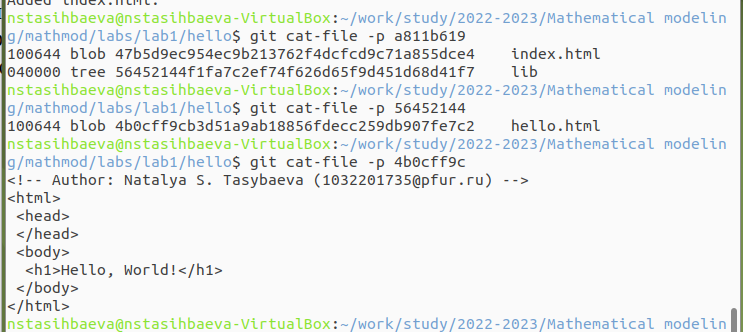 Added index.html.
nstasihbaeva@nstasihbaeva-VirtualBox:~/work/study/2022-2023/Mathematical modelin
g/mathmod/labs/lab1/hello$ git cat-file -p a811b619
100644 blob 47b5d9ec954ec9b213762f4dcfcd9c71a855dce4    index.html
040000 tree 56452144f1fa7c2ef74f626d65f9d451d68d41f7    lib
nstasihbaeva@nstasihbaeva-VirtualBox:~/work/study/2022-2023/Mathematical modelin
g/mathmod/labs/lab1/hello$ git cat-file -p 56452144
100644 blob 4b0cff9cb3d51a9ab18856fdecc259db907fe7c2    hello.html
nstasihbaeva@nstasihbaeva-VirtualBox:~/work/study/2022-2023/Mathematical modelin
g/mathmod/labs/lab1/hello$ git cat-file -p 4b0cff9c
<!-- Author: Natalya S. Tasybaeva (1032201735@pfur.ru) -->
<html>
 <head>
 </head>
 <body>
  <h1>Hello, World!</h1>
 </body>
</html>
nstasihbaeva@nstasihbaeva-VirtualBox:~/work/study/2022-2023/Mathematical modelin